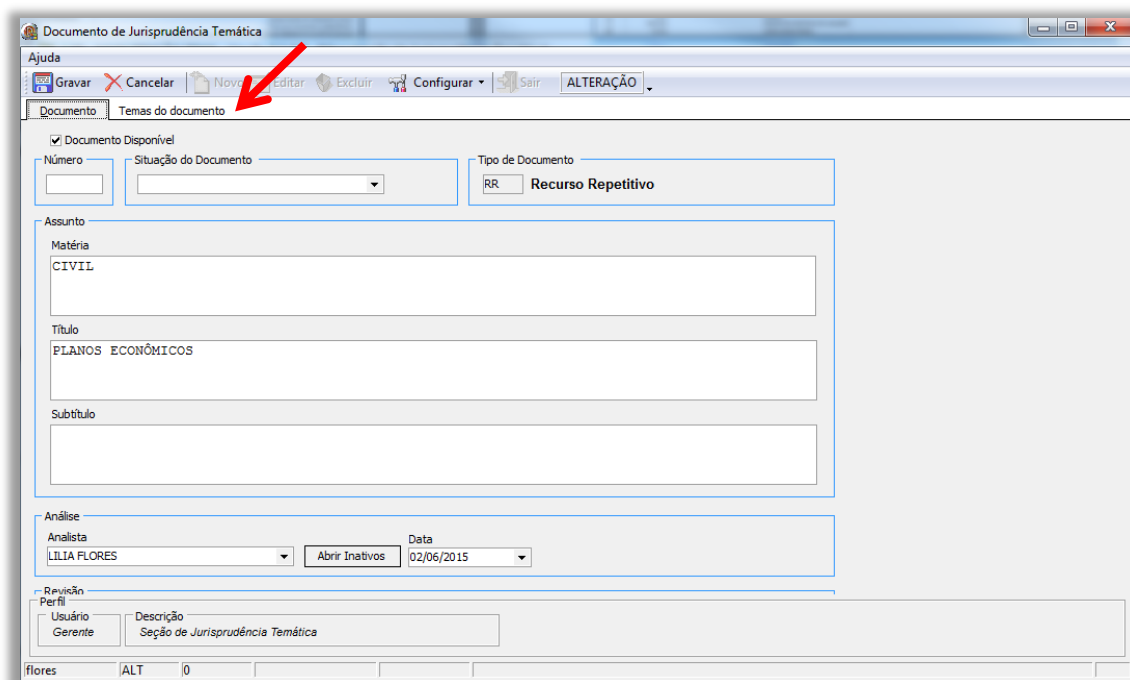 Documento de Jurisprudência Temática
Ajuda
Gravar Cancelar Novo Editar Excluir Configurar Sair ALTERAÇÃO
Documento Temas do documento
Documento Disponível
Número Situação do Documento Tipo de Documento
RR Recurso Repetitivo
Assunto
Matéria
CIVIL
Título
PLANOS ECONÔMICOS
Subtítulo
Análise
Analista Data
LILIA FLORES Abrir Inativos 02/06/2015
Revisão
Perfil
Usuário Descrição
Gerente Seção de Jurisprudência Temática
flores ALT 0